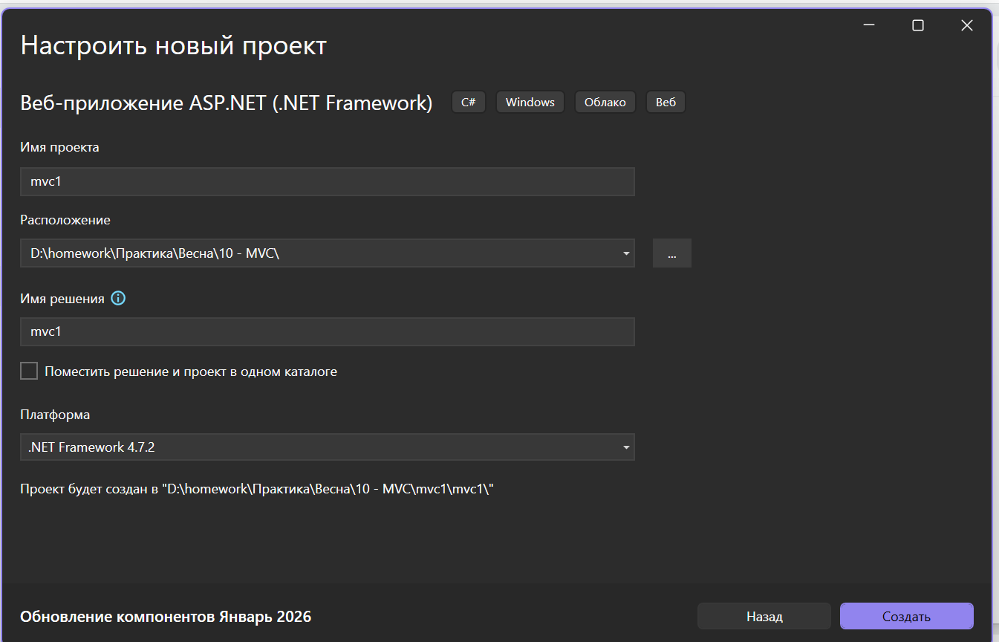 Настроить новый проект
Веб-приложение ASP.NET (.NET Framework) C# Windows Облако Веб
Имя проекта
mvc1
Расположение
D:\homework\Практика\Весна\10 - MVC\
...
Имя решения
mvc1
Поместить решение и проект в одном каталоге
Платформа
.NET Framework 4.7.2
Проект будет создан в "D:\homework\Практика\Весна\10 - MVC\mvc1\mvc1\"
Обновление компонентов Январь 2026
Назад
Создать